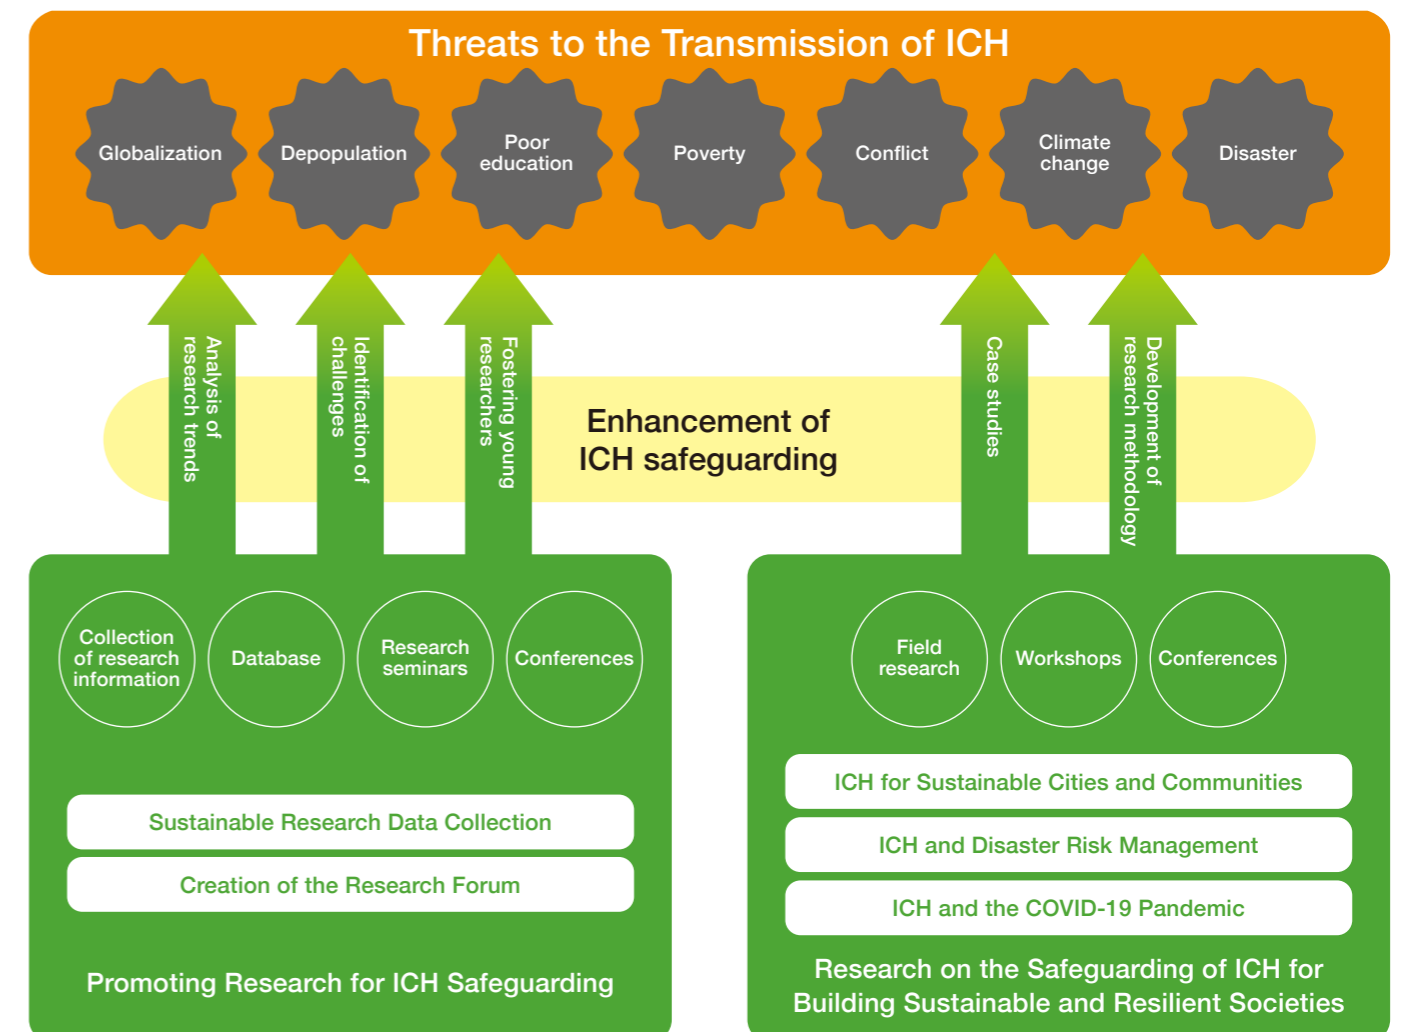 Threats to the Transmission of ICH
Globalization
Depopulation
Poor
education
Poverty
Conflict
Climate
change
Disaster
Analysis of
research trends
Identification of
challenges
Fostering young
researchers
Case studies
Development of
research methodology
Enhancement of
ICH safeguarding
Collection
of research
information
Database
Research
seminars
Conferences
Sustainable Research Data Collection
Creation of the Research Forum
Promoting Research for ICH Safeguarding
Field
research
Workshops
Conferences
ICH for Sustainable Cities and Communities
ICH and Disaster Risk Management
ICH and the COVID-19 Pandemic
Research on the Safeguarding of ICH for
Building Sustainable and Resilient Societies